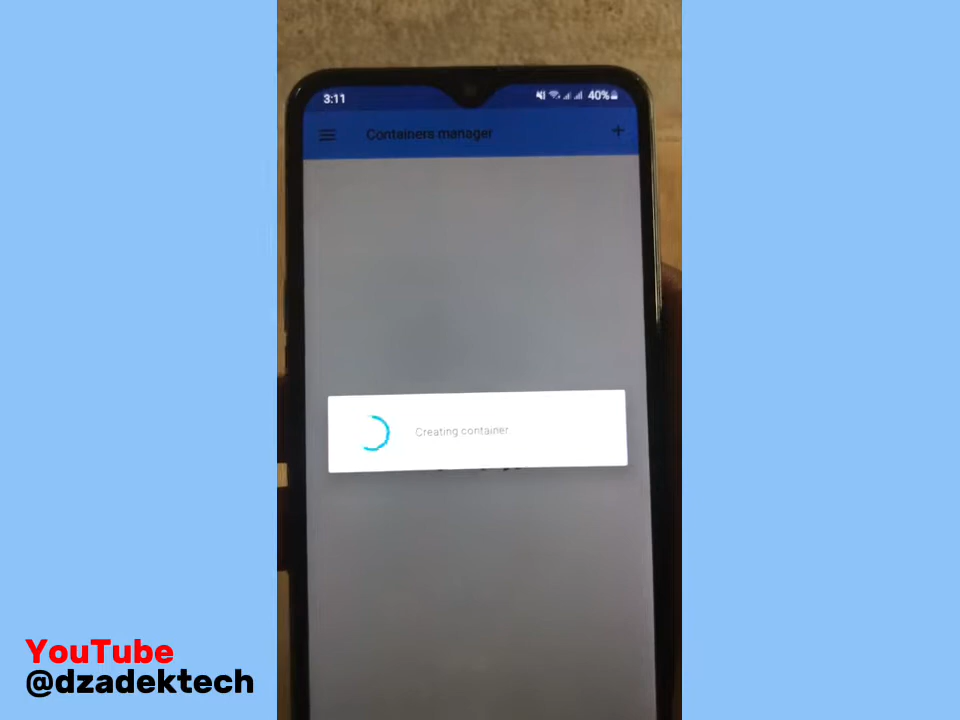 3:11
40%
Containers manager
+
Creating container
YouTube
@dzadektech